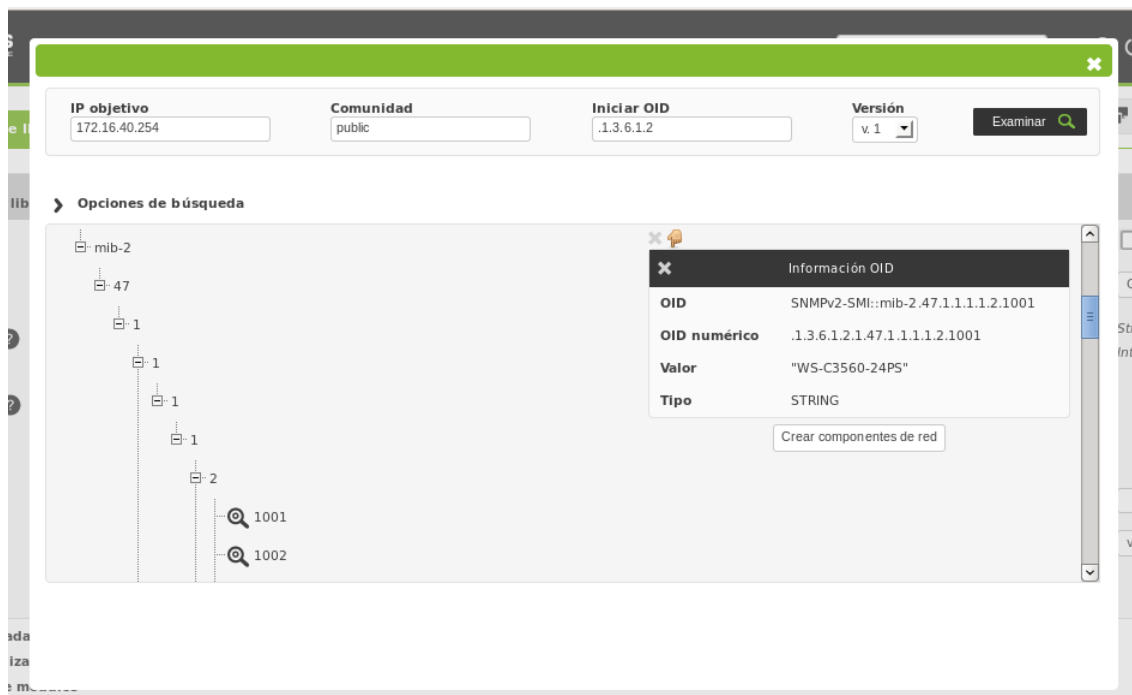 IP objetivo Comunidad Iniciar OID Versión
172.16.40.254 public .1.3.6.1.2 v. 1 Examinar
lib
Opciones de búsqueda
mib-2
47
1
1
1
1
2
1001
1002
Información OID
OID SNMPv2-SMI::mib-2.47.1.1.1.1.2.1001
OID numérico .1.3.6.1.2.1.47.1.1.1.1.2.1001
Valor "WS-C3560-24PS"
Tipo STRING
Crear componentes de red